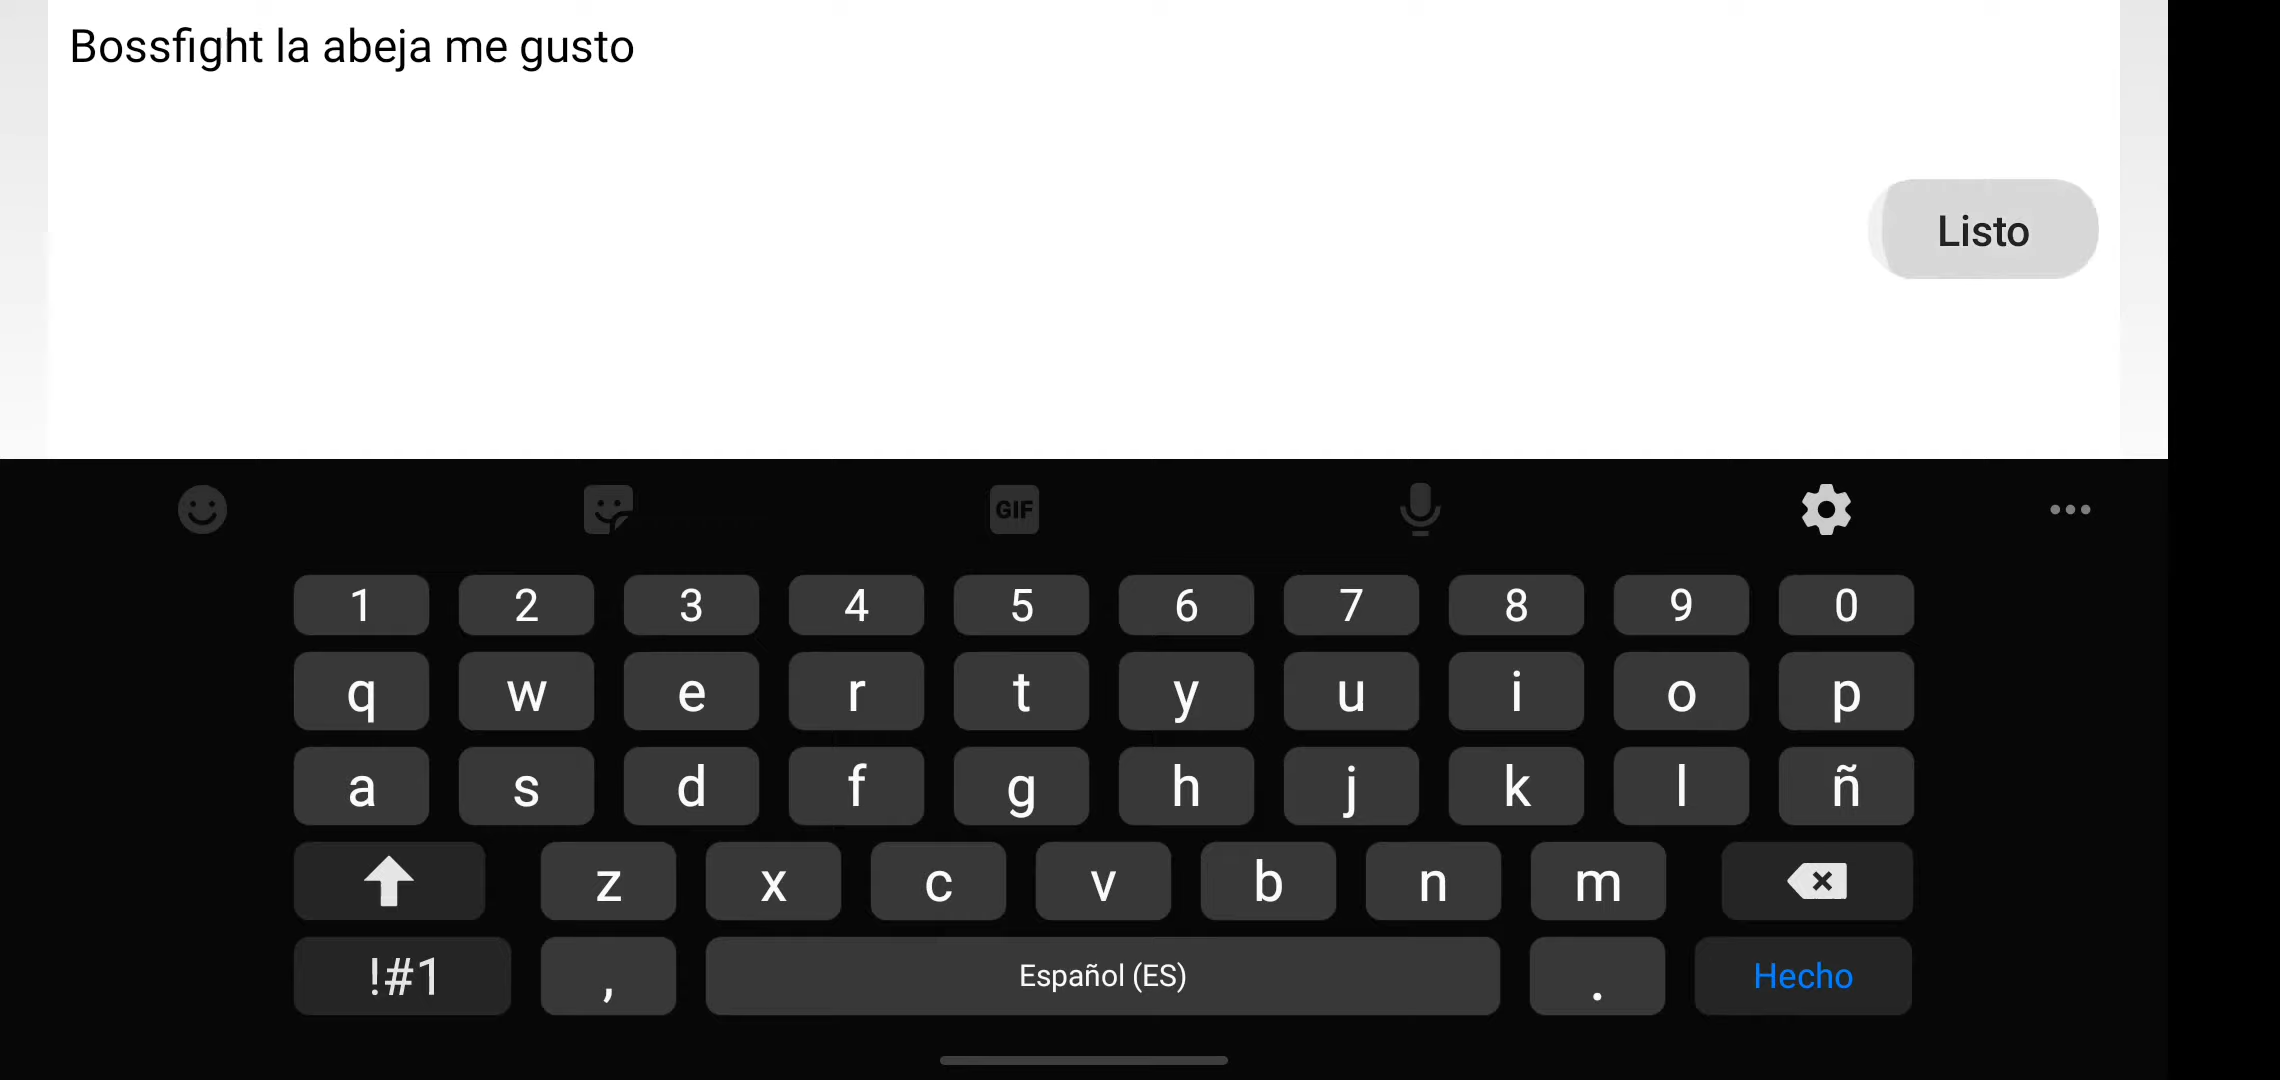 Bossfight la abeja me gusto
Listo
GIF
1 2 3 4 5 6 7 8 9 0
q w e r t y u i o p
a s d f g h j k l ñ
z x c v b n m
!#1 , Español (ES) . Hecho